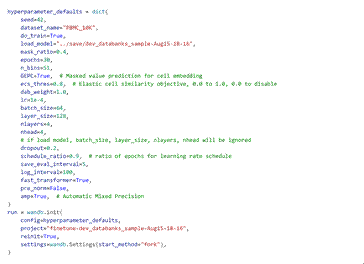 hyperparameter_defaults = dict(
    seed=42,
    dataset_name="PBMC_10K",
    do_train=True,
    load_model="../save/dev_databanks_sample-Aug15-18-16",
    mask_ratio=0.4,
    epochs=30,
    n_bins=51,
    GEPC=True,  # Masked value prediction for cell embedding
    ecs_thres=0.8,  # Elastic cell similarity objective, 0.0 to 1.0, 0.0 to disable
    dab_weight=1.0,
    lr=1e-4,
    batch_size=64,
    layer_size=128,
    nlayers=4,
    nhead=4,
    # if load model, batch_size, layer_size, nlayers, nhead will be ignored
    dropout=0.2,
    schedule_ratio=0.9,  # ratio of epochs for learning rate schedule
    save_eval_interval=5,
    log_interval=100,
    fast_transformer=True,
    pre_norm=False,
    amp=True,  # Automatic Mixed Precision
)
run = wandb.init(
    config=hyperparameter_defaults,
    project="finetune-dev_databanks_sample-Aug15-18-16",
    reinit=True,
    settings=wandb.Settings(start_method="fork"),
)